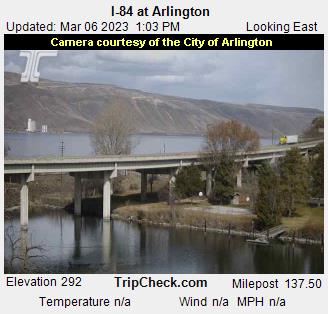 I-84 at Arlington
Updated: Mar 06 2023 1:03 PM Looking East
Camera courtesy of the City of Arlington
Elevation 292 TripCheck.com Milepost 137.50
Temperature n/a Wind n/a MPH n/a